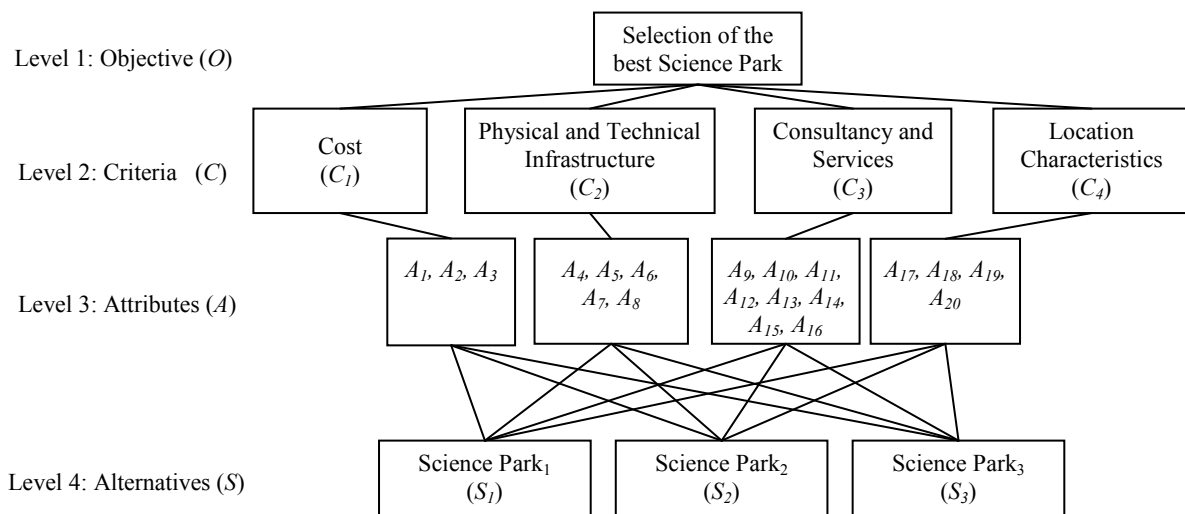 Level 1: Objective (O)
Selection of the
best Science Park
Level 2: Criteria (C)
Cost
(C₁)
Physical and Technical
Infrastructure
(C₂)
Consultancy and
Services
(C₃)
Location
Characteristics
(C₄)
Level 3: Attributes (A)
A₁, A₂, A₃
A₄, A₅, A₆,
A₇, A₈
A₉, A₁₀, A₁₁,
A₁₂, A₁₃, A₁₄,
A₁₅, A₁₆
A₁₇, A₁₈, A₁₉,
A₂₀
Level 4: Alternatives (S)
Science Park₁
(S₁)
Science Park₂
(S₂)
Science Park₃
(S₃)